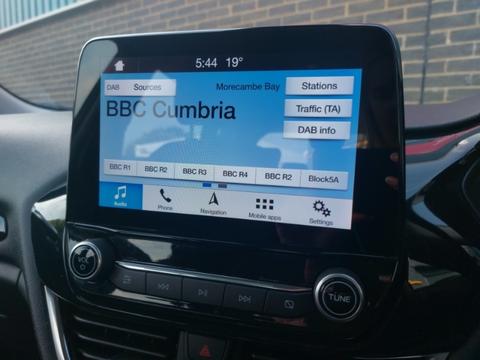 5:44 19°
DAB Sources
Morecambe Bay
Stations
BBC Cumbria
Traffic (TA)
DAB info
BBC R1 BBC R2 BBC R3 BBC R4 BBC R2 Block5A
Audio Phone Navigation Mobile apps Settings
TUNE